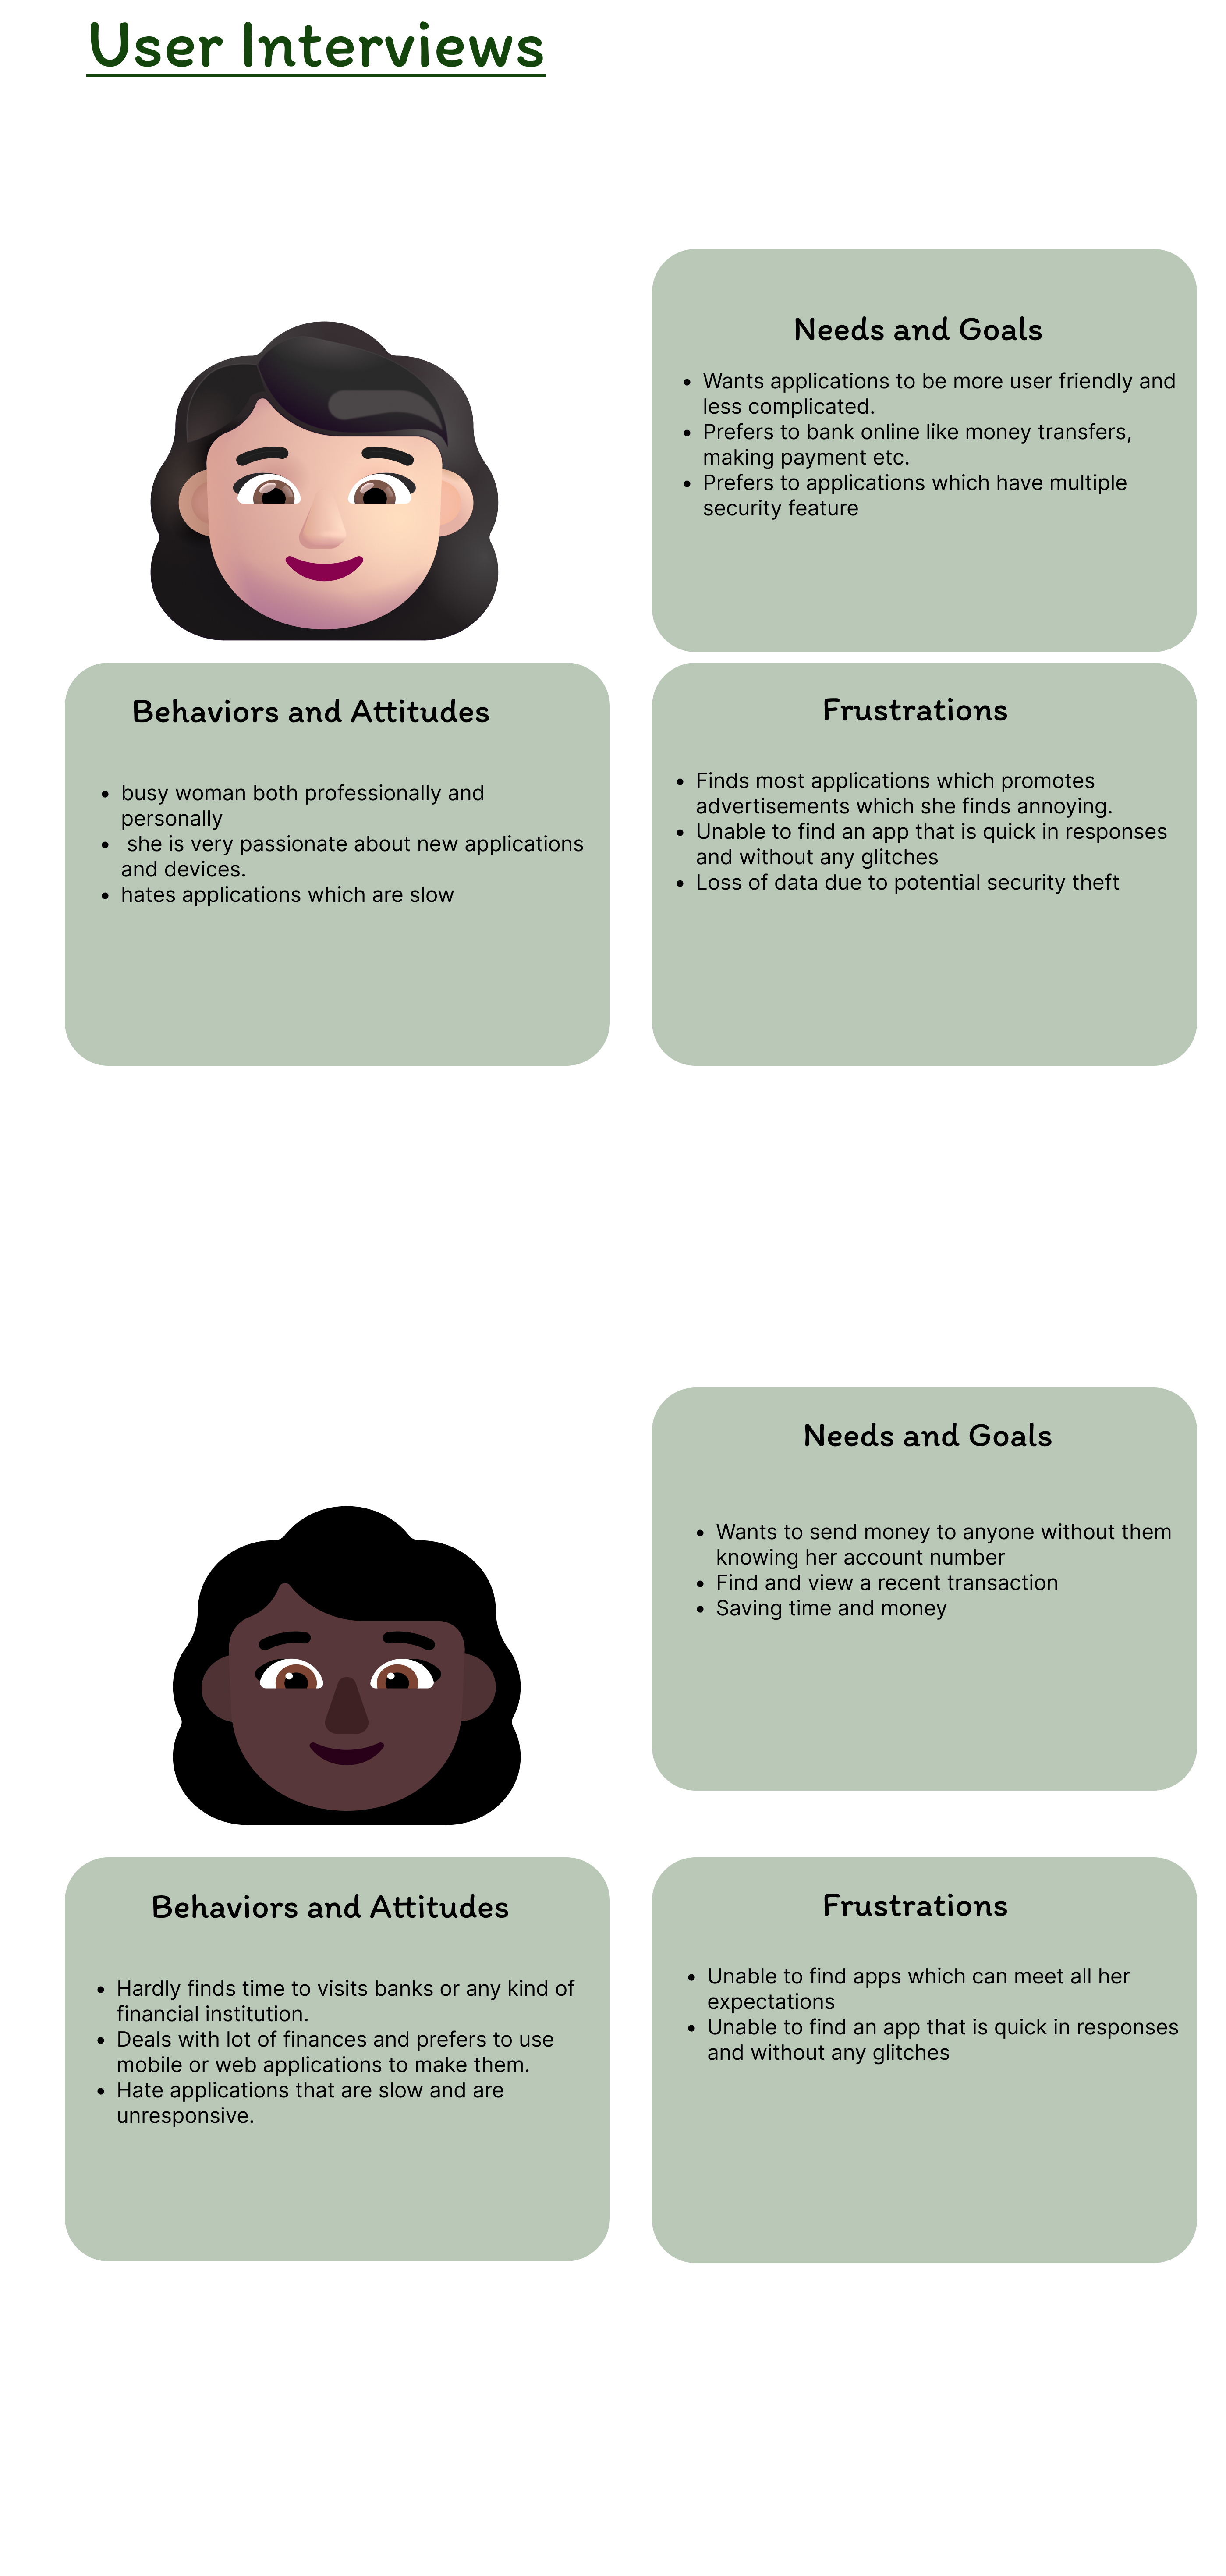 User Interviews
Needs and Goals
• Wants applications to be more user friendly and
less complicated.
• Prefers to bank online like money transfers,
making payment etc.
• Prefers to applications which have multiple
security feature
Behaviors and Attitudes
• busy woman both professionally and
personally
• she is very passionate about new applications
and devices.
• hates applications which are slow
Frustrations
• Finds most applications which promotes
advertisements which she finds annoying.
• Unable to find an app that is quick in responses
and without any glitches
• Loss of data due to potential security theft
Needs and Goals
• Wants to send money to anyone without them
knowing her account number
• Find and view a recent transaction
• Saving time and money
Behaviors and Attitudes
• Hardly finds time to visits banks or any kind of
financial institution.
• Deals with lot of finances and prefers to use
mobile or web applications to make them.
• Hate applications that are slow and are
unresponsive.
Frustrations
• Unable to find apps which can meet all her
expectations
• Unable to find an app that is quick in responses
and without any glitches